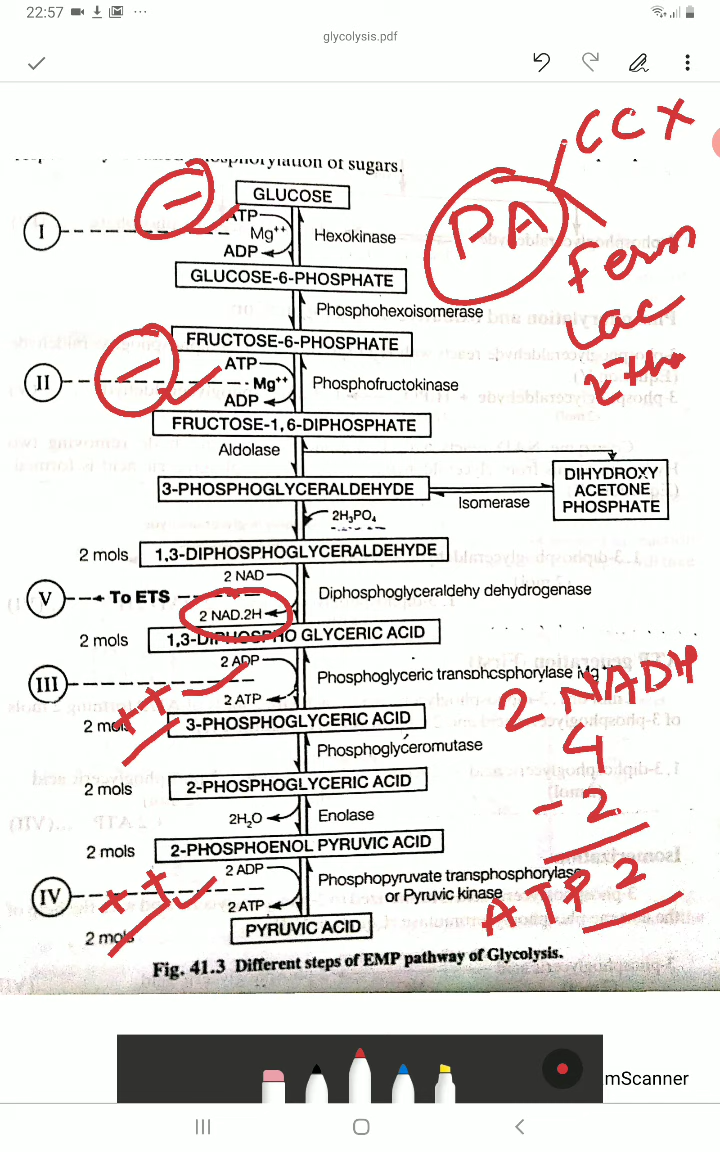 22:57
glycolysis.pdf
phosphorylation of sugars.
CCX
PA
Ferm
Lac
GLUCOSE
I
ATP
Mg++
ADP
Hexokinase
GLUCOSE-6-PHOSPHATE
Phosphohexoisomerase
FRUCTOSE-6-PHOSPHATE
II
ATP
Mg++
ADP
Phosphofructokinase
FRUCTOSE-1,6-DIPHOSPHATE
Aldolase
3-PHOSPHOGLYCERALDEHYDE
Isomerase
DIHYDROXY
ACETONE
PHOSPHATE
2H₃PO₄
2 mols 1,3-DIPHOSPHOGLYCERALDEHYDE
2 NAD
V To ETS
2 NAD.2H
Diphosphoglyceraldehy dehydrogenase
2 mols 1,3-DIPHOSPHO GLYCERIC ACID
2 ADP
III
2 ATP
Phosphoglyceric transphosphorylase Mg++
2 NADH
2 mols 3-PHOSPHOGLYCERIC ACID
Phosphoglyceromutase
4
2 mols 2-PHOSPHOGLYCERIC ACID
2H₂O
Enolase
- 2
2 mols 2-PHOSPHOENOL PYRUVIC ACID
2 ADP
IV
2 ATP
Phosphopyruvate transphosphorylase
or Pyruvic kinase
ATP 2
2 mols PYRUVIC ACID
Fig. 41.3 Different steps of EMP pathway of Glycolysis.
mScanner